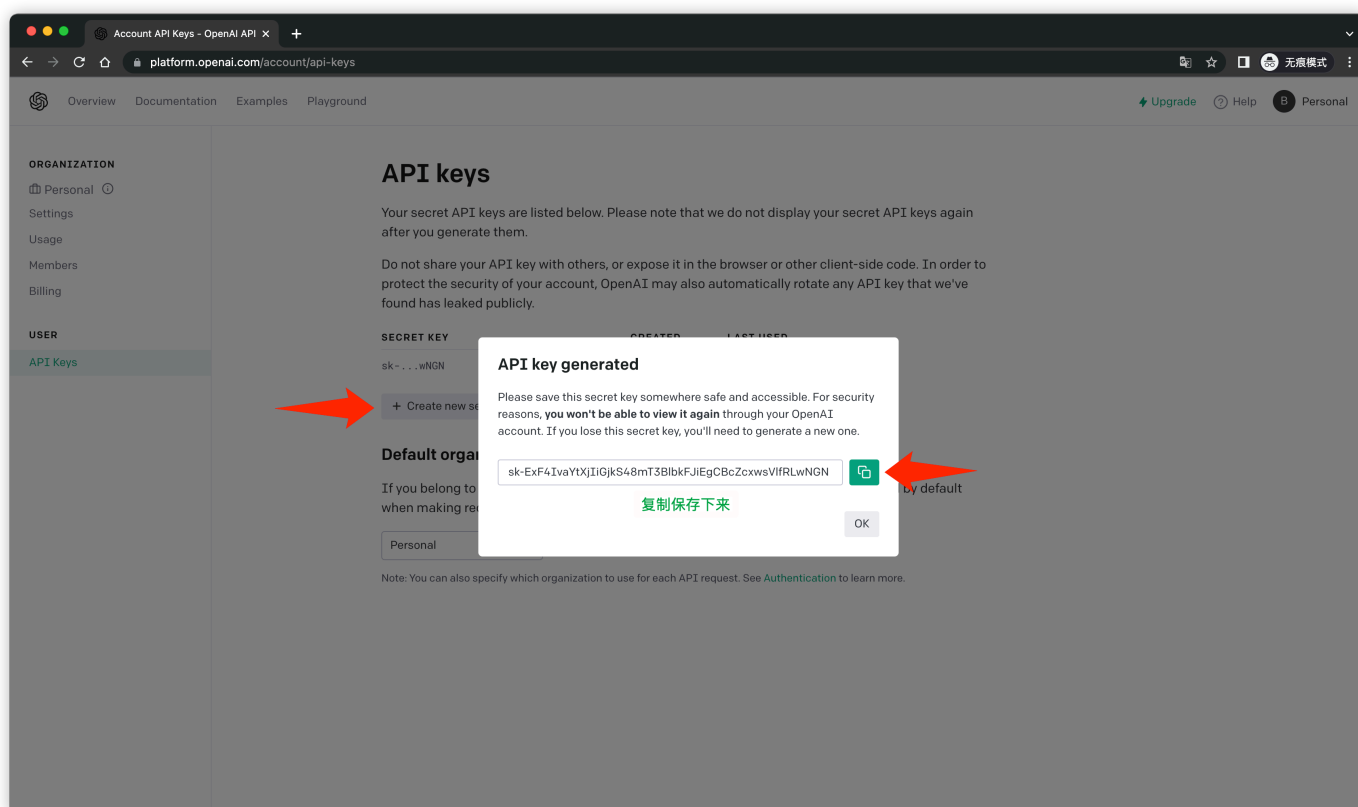 Account API Keys - OpenAI API
platform.openai.com/account/api-keys
无痕模式
Overview Documentation Examples Playground
Upgrade Help B Personal
ORGANIZATION
Personal
Settings
Usage
Members
Billing
USER
API Keys
API keys
Your secret API keys are listed below. Please note that we do not display your secret API keys again
after you generate them.
Do not share your API key with others, or expose it in the browser or other client-side code. In order to
protect the security of your account, OpenAI may also automatically rotate any API key that we've
found has leaked publicly.
SECRET KEY CREATED LAST USED
sk-...wNGN
+ Create new se
Default orga
If you belong to
by default
when making re
Personal
Note: You can also specify which organization to use for each API request. See Authentication to learn more.
API key generated
Please save this secret key somewhere safe and accessible. For security
reasons, you won't be able to view it again through your OpenAI
account. If you lose this secret key, you'll need to generate a new one.
复制保存下来
OK